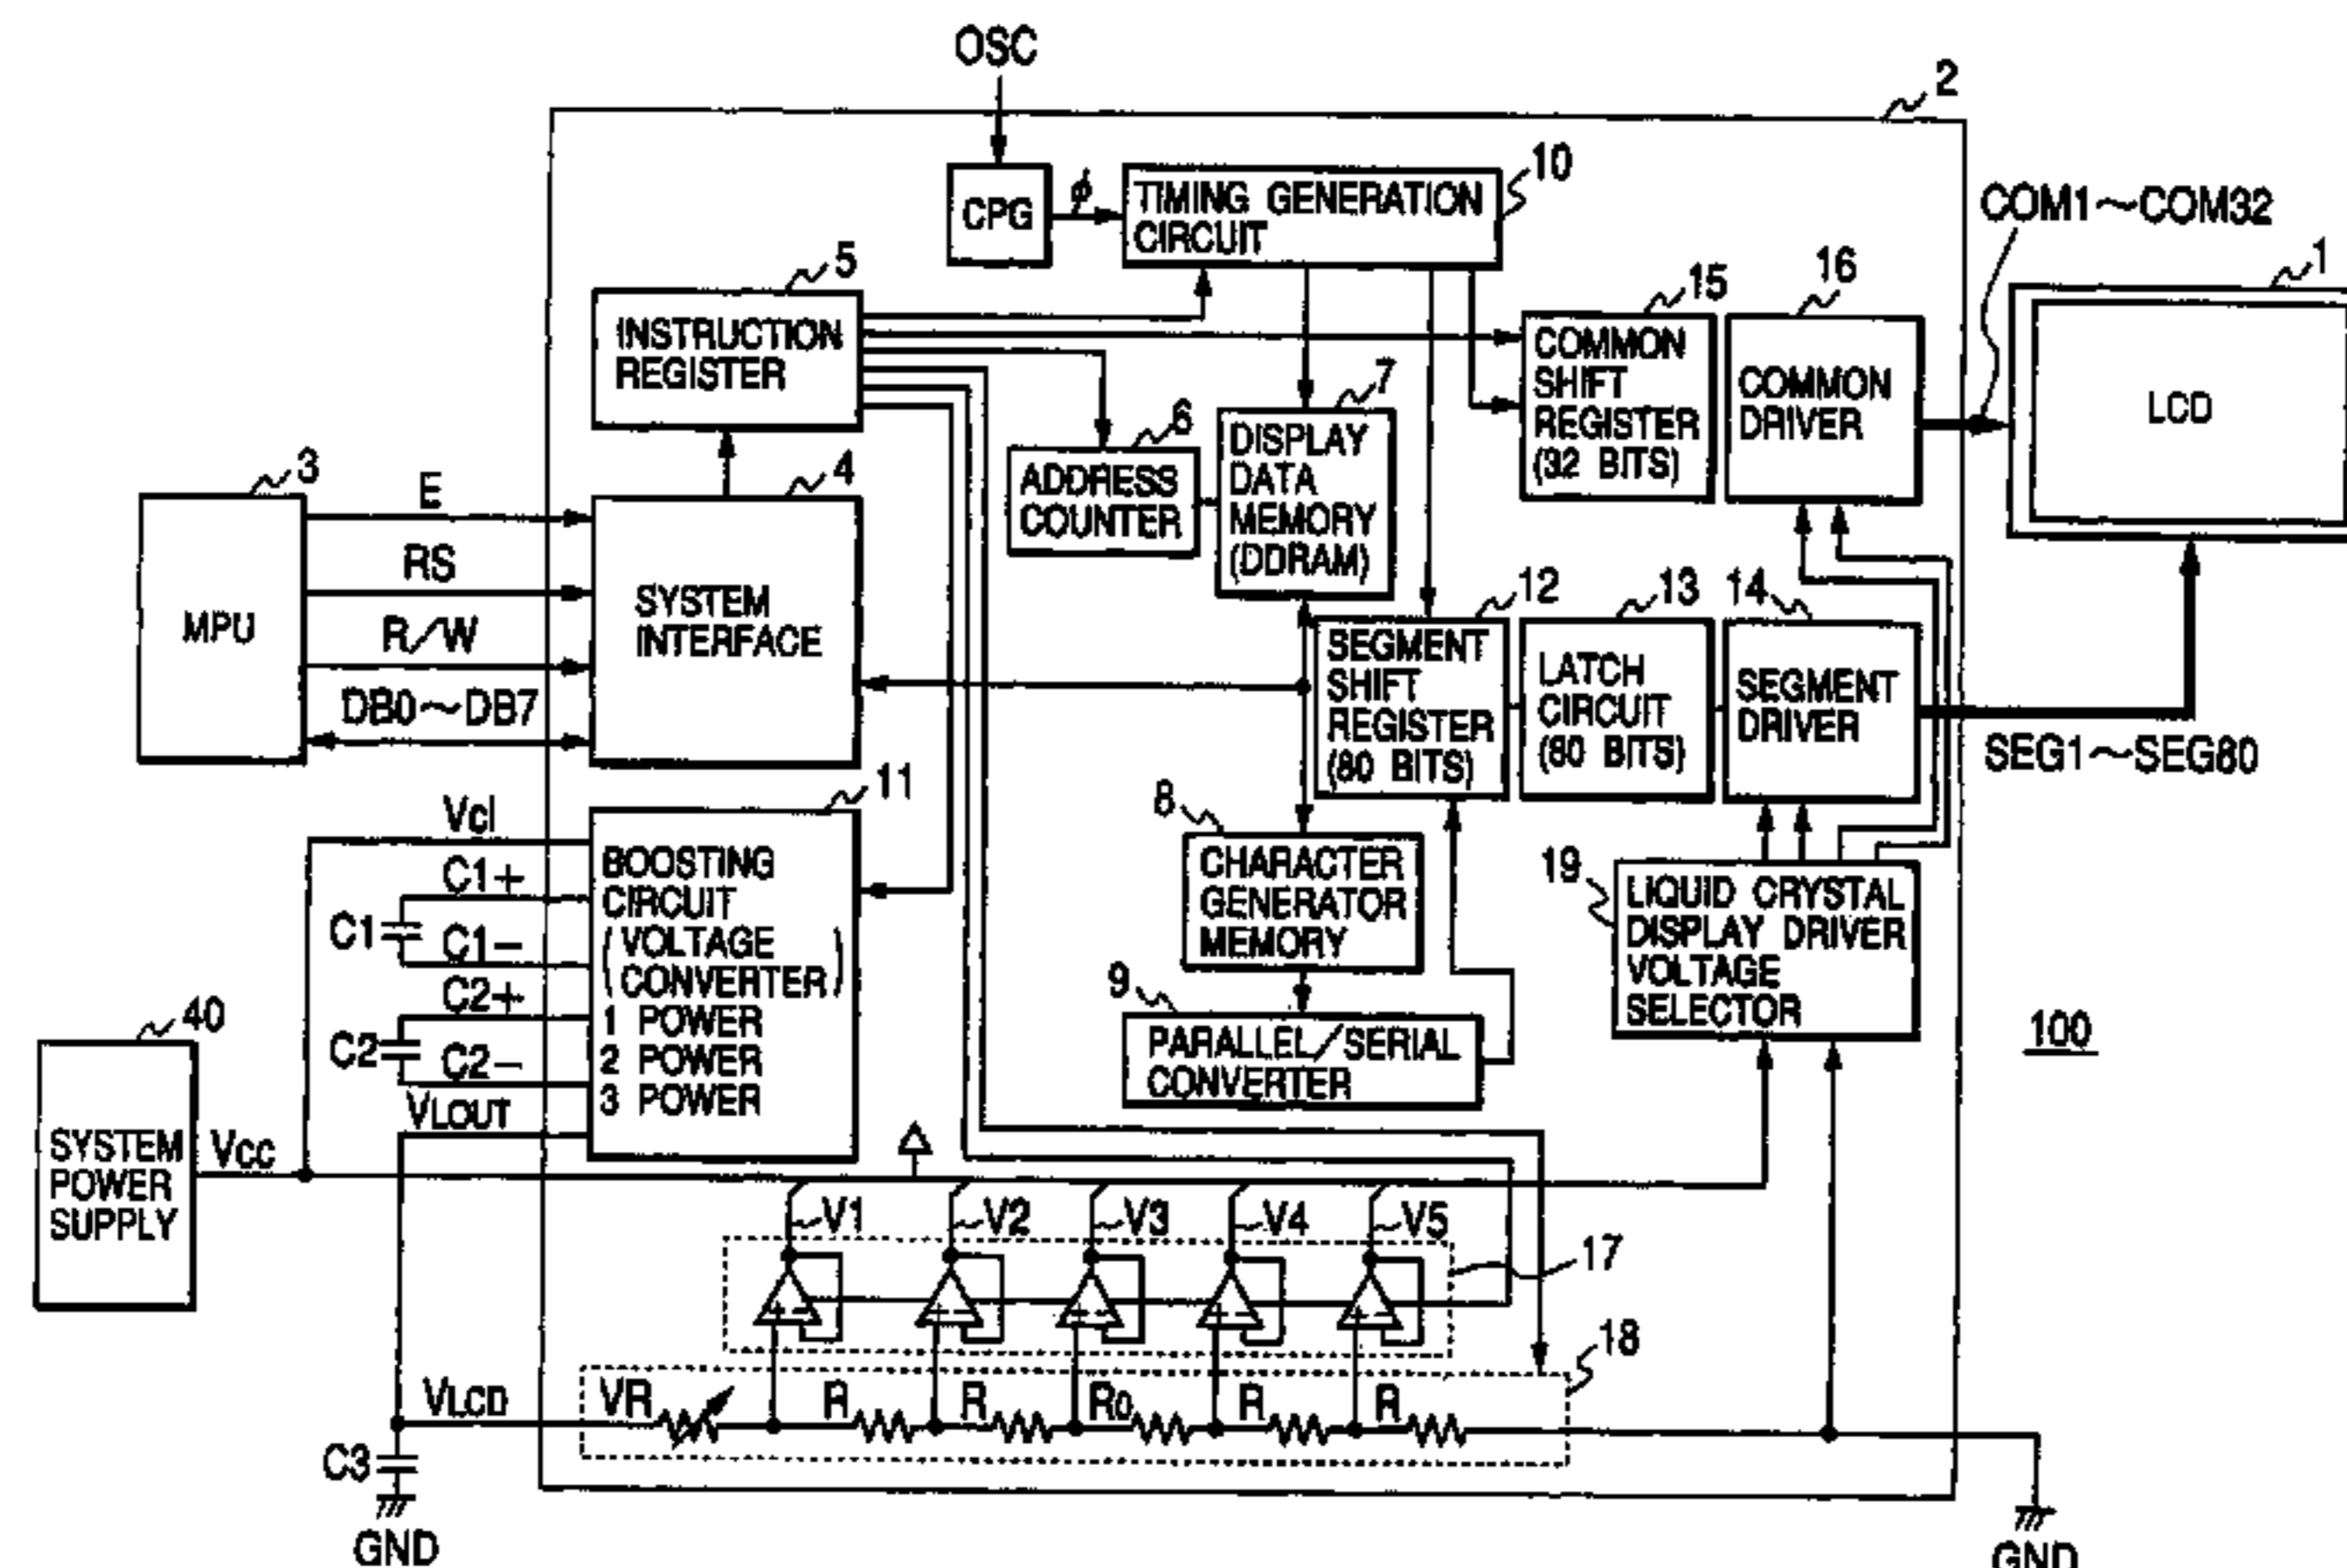 OSC
2
CPG
ϕ
TIMING GENERATION
CIRCUIT
10
COM1～COM32
5
INSTRUCTION
REGISTER
15
COMMON
SHIFT
REGISTER
(32 BITS)
16
COMMON
DRIVER
1
LCD
7
DISPLAY
DATA
MEMORY
(DDRAM)
6
ADDRESS
COUNTER
3
MPU
E
RS
R/W
DB0～DB7
4
SYSTEM
INTERFACE
12
SEGMENT
SHIFT
REGISTER
(80 BITS)
13
LATCH
CIRCUIT
(80 BITS)
14
SEGMENT
DRIVER
SEG1～SEG80
11
BOOSTING
CIRCUIT
(VOLTAGE
CONVERTER)
1 POWER
2 POWER
3 POWER
Vci
C1+
C1
C1−
C2+
C2
C2−
VLOUT
8
CHARACTER
GENERATOR
MEMORY
9
PARALLEL/SERIAL
CONVERTER
19
LIQUID CRYSTAL
DISPLAY DRIVER
VOLTAGE
SELECTOR
100
40
SYSTEM
POWER
SUPPLY
Vcc
V1
V2
V3
V4
V5
17
+ −
+ −
+ −
+ −
+ −
18
VLCD
VR
R
R
R0
R
R
C3
GND
GND